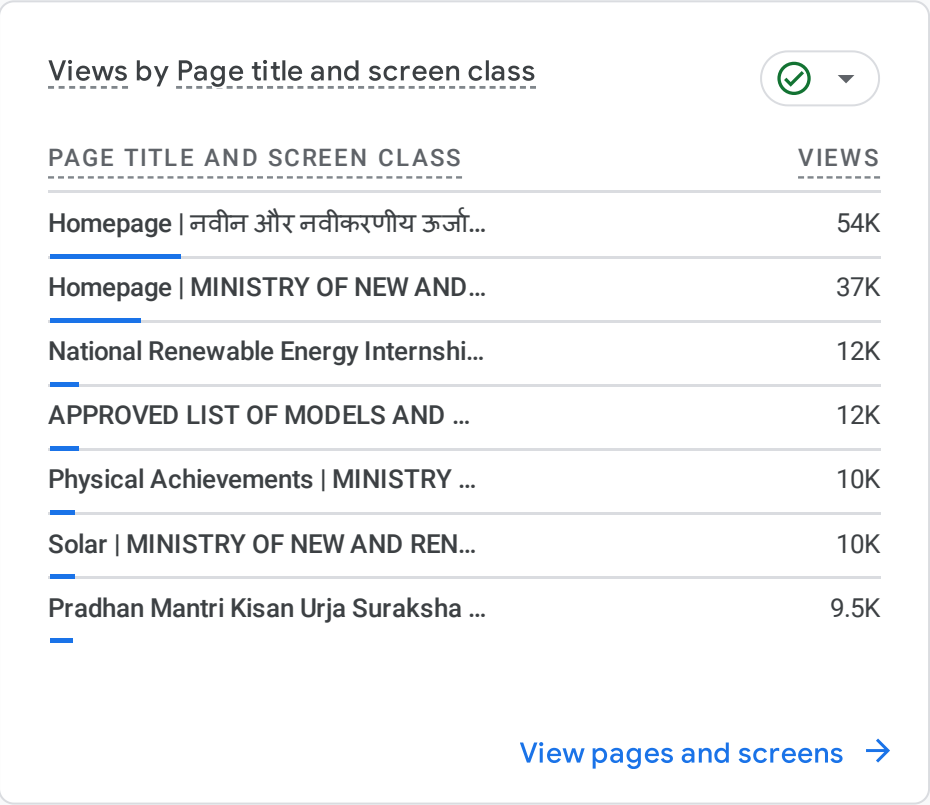 Views by Page title and screen class
PAGE TITLE AND SCREEN CLASS VIEWS
Homepage | नवीन और नवीकरणीय ऊर्जा... 54K
Homepage | MINISTRY OF NEW AND... 37K
National Renewable Energy Internshi... 12K
APPROVED LIST OF MODELS AND ... 12K
Physical Achievements | MINISTRY ... 10K
Solar | MINISTRY OF NEW AND REN... 10K
Pradhan Mantri Kisan Urja Suraksha ... 9.5K
View pages and screens